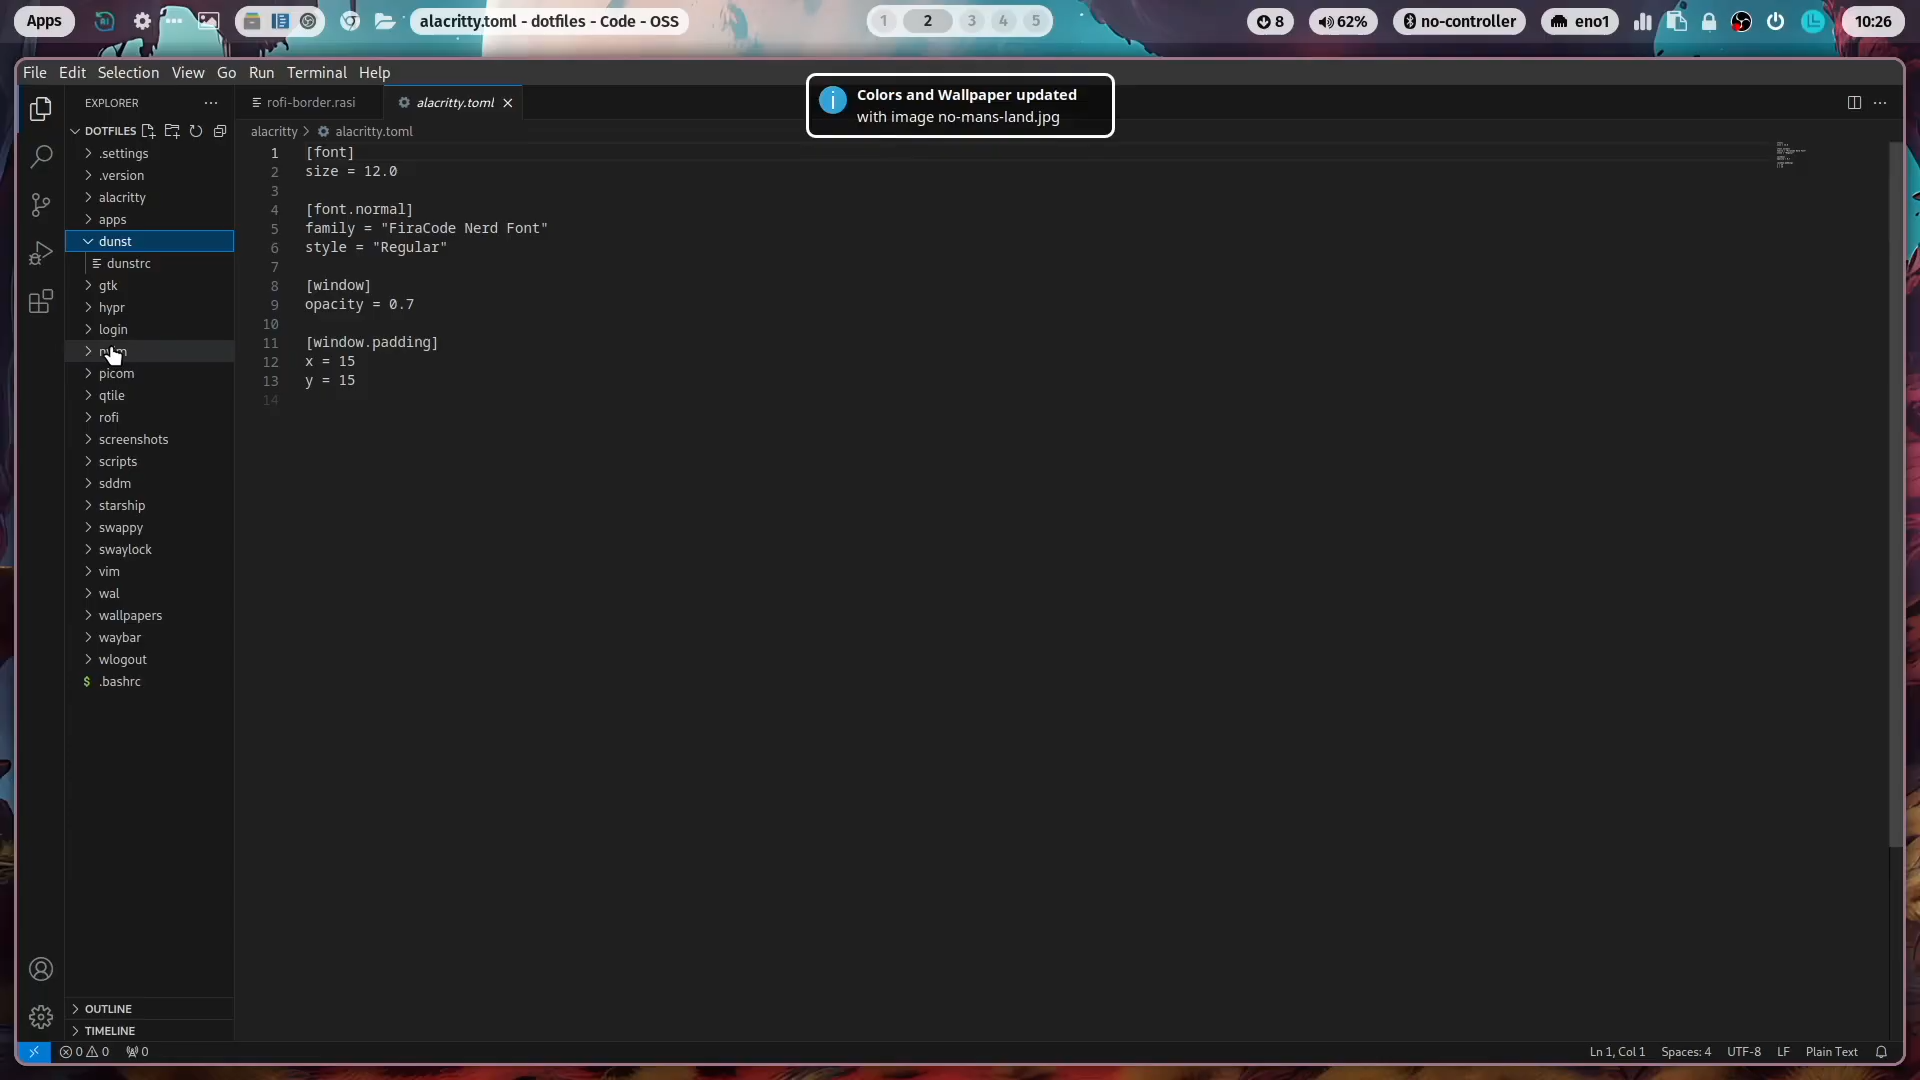 Apps
alacritty.toml - dotfiles - Code - OSS
1 2 3 4 5
8
62%
no-controller
eno1
10:26
File Edit Selection View Go Run Terminal Help
Colors and Wallpaper updated
with image no-mans-land.jpg
EXPLORER
DOTFILES
.settings
.version
alacritty
apps
dunst
dunstrc
gtk
hypr
login
picom
qtile
rofi
screenshots
scripts
sddm
starship
swappy
swaylock
vim
wal
wallpapers
waybar
wlogout
$ .bashrc
OUTLINE
TIMELINE
rofi-border.rasi
alacritty.toml
alacritty > alacritty.toml
1 [font]
2 size = 12.0
3
4 [font.normal]
5 family = "FiraCode Nerd Font"
6 style = "Regular"
7
8 [window]
9 opacity = 0.7
10
11 [window.padding]
12 x = 15
13 y = 15
14
0 0 0
Ln 1, Col 1 Spaces: 4 UTF-8 LF Plain Text